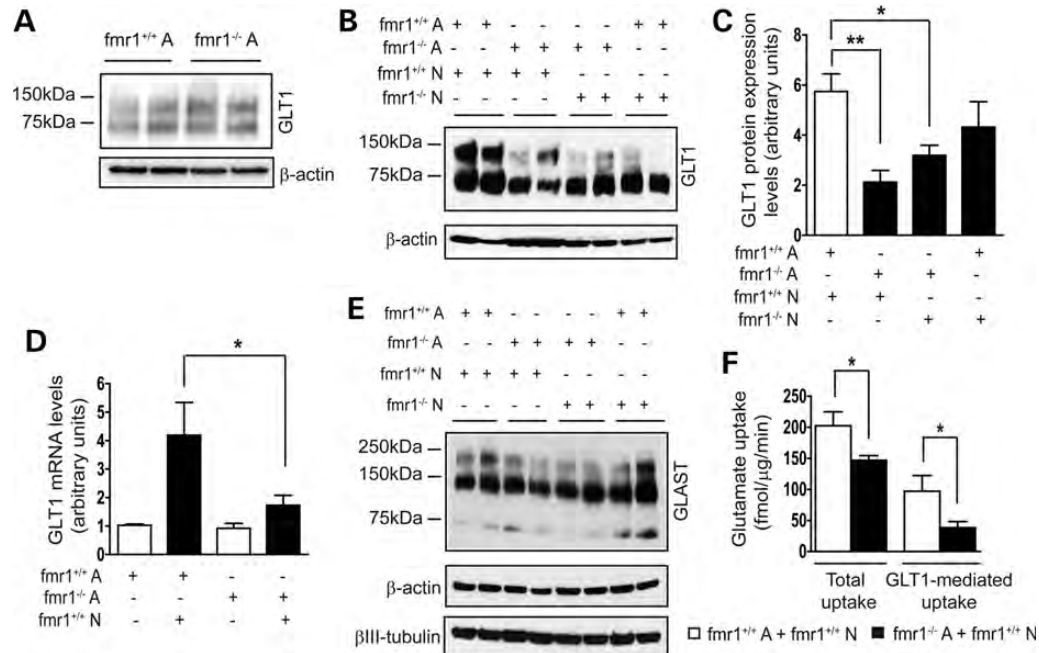 A
fmr1+/+ A fmr1-/- A
150kDa
75kDa
GLT1
β-actin
B
fmr1+/+ A + + - - - - + +
fmr1-/- A - - + + + + - -
fmr1+/+ N + + + + - - - -
fmr1-/- N - - - - + + + +
150kDa
75kDa
GLT1
β-actin
C
GLT1 protein expression
levels (arbitrary units)
8
6
4
2
0
*
**
fmr1+/+ A + - - +
fmr1-/- A - + + -
fmr1+/+ N + + - -
fmr1-/- N - - + +
D
GLT1 mRNA levels
(arbitrary units)
6
5
4
3
2
1
0
*
fmr1+/+ A + + - -
fmr1-/- A - - + +
fmr1+/+ N - + - +
E
fmr1+/+ A + + - - - - + +
fmr1-/- A - - + + + + - -
fmr1+/+ N + + + + - - - -
fmr1-/- N - - - - + + + +
250kDa
150kDa
75kDa
GLAST
β-actin
βIII-tubulin
F
Glutamate uptake
(fmol/μg/min)
250
200
150
100
50
0
*
*
Total
uptake
GLT1-mediated
uptake
fmr1+/+ A + fmr1+/+ N fmr1-/- A + fmr1+/+ N